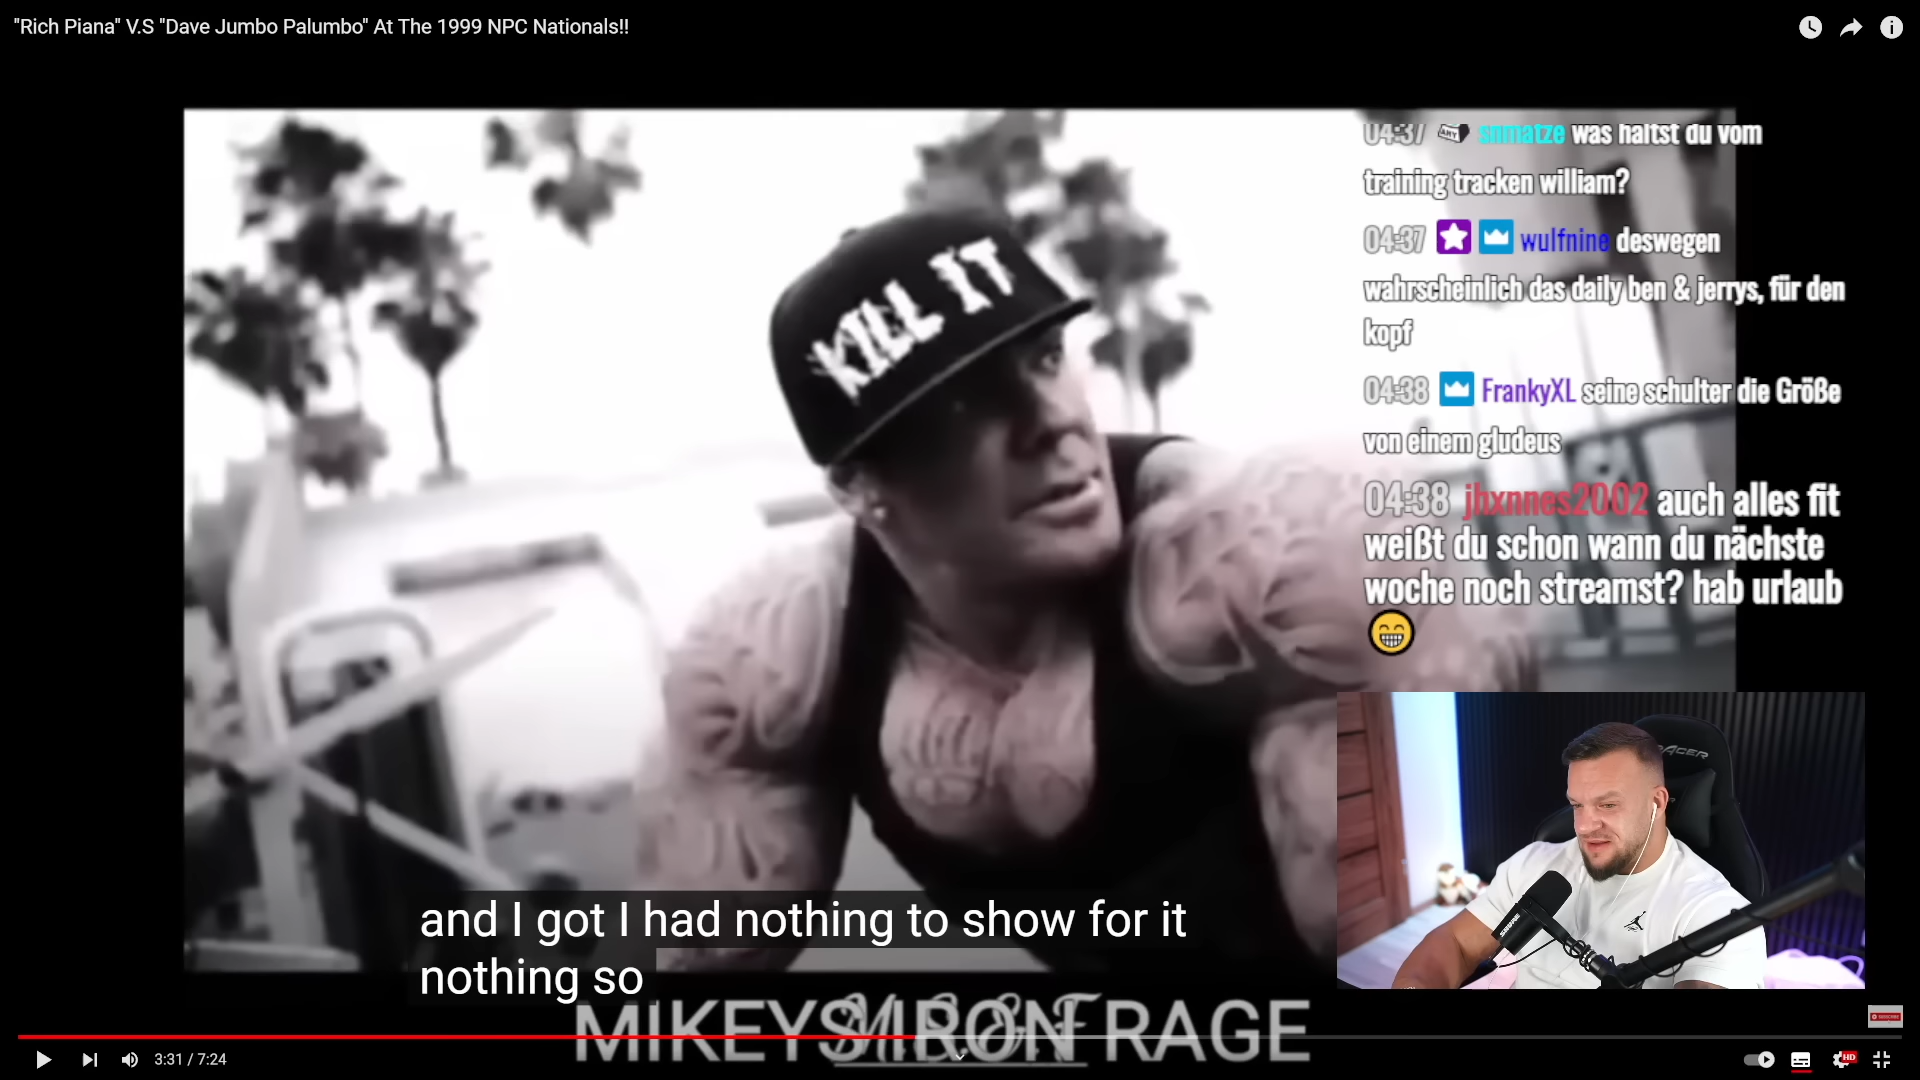 "Rich Piana" V.S "Dave Jumbo Palumbo" At The 1999 NPC Nationals!!
04:37 snmatze was haltst du vom
training tracken william?
04:37 wulfnine deswegen
wahrscheinlich das daily ben & jerrys, für den
kopf
04:38 FrankyXL seine schulter die Größe
von einem gludeus
04:38 jhxnnes2002 auch alles fit
weißt du schon wann du nächste
woche noch streamst? hab urlaub
KILL IT
and I got I had nothing to show for it
nothing so
MIKEYS IRON RAGE
3:31 / 7:24
HD